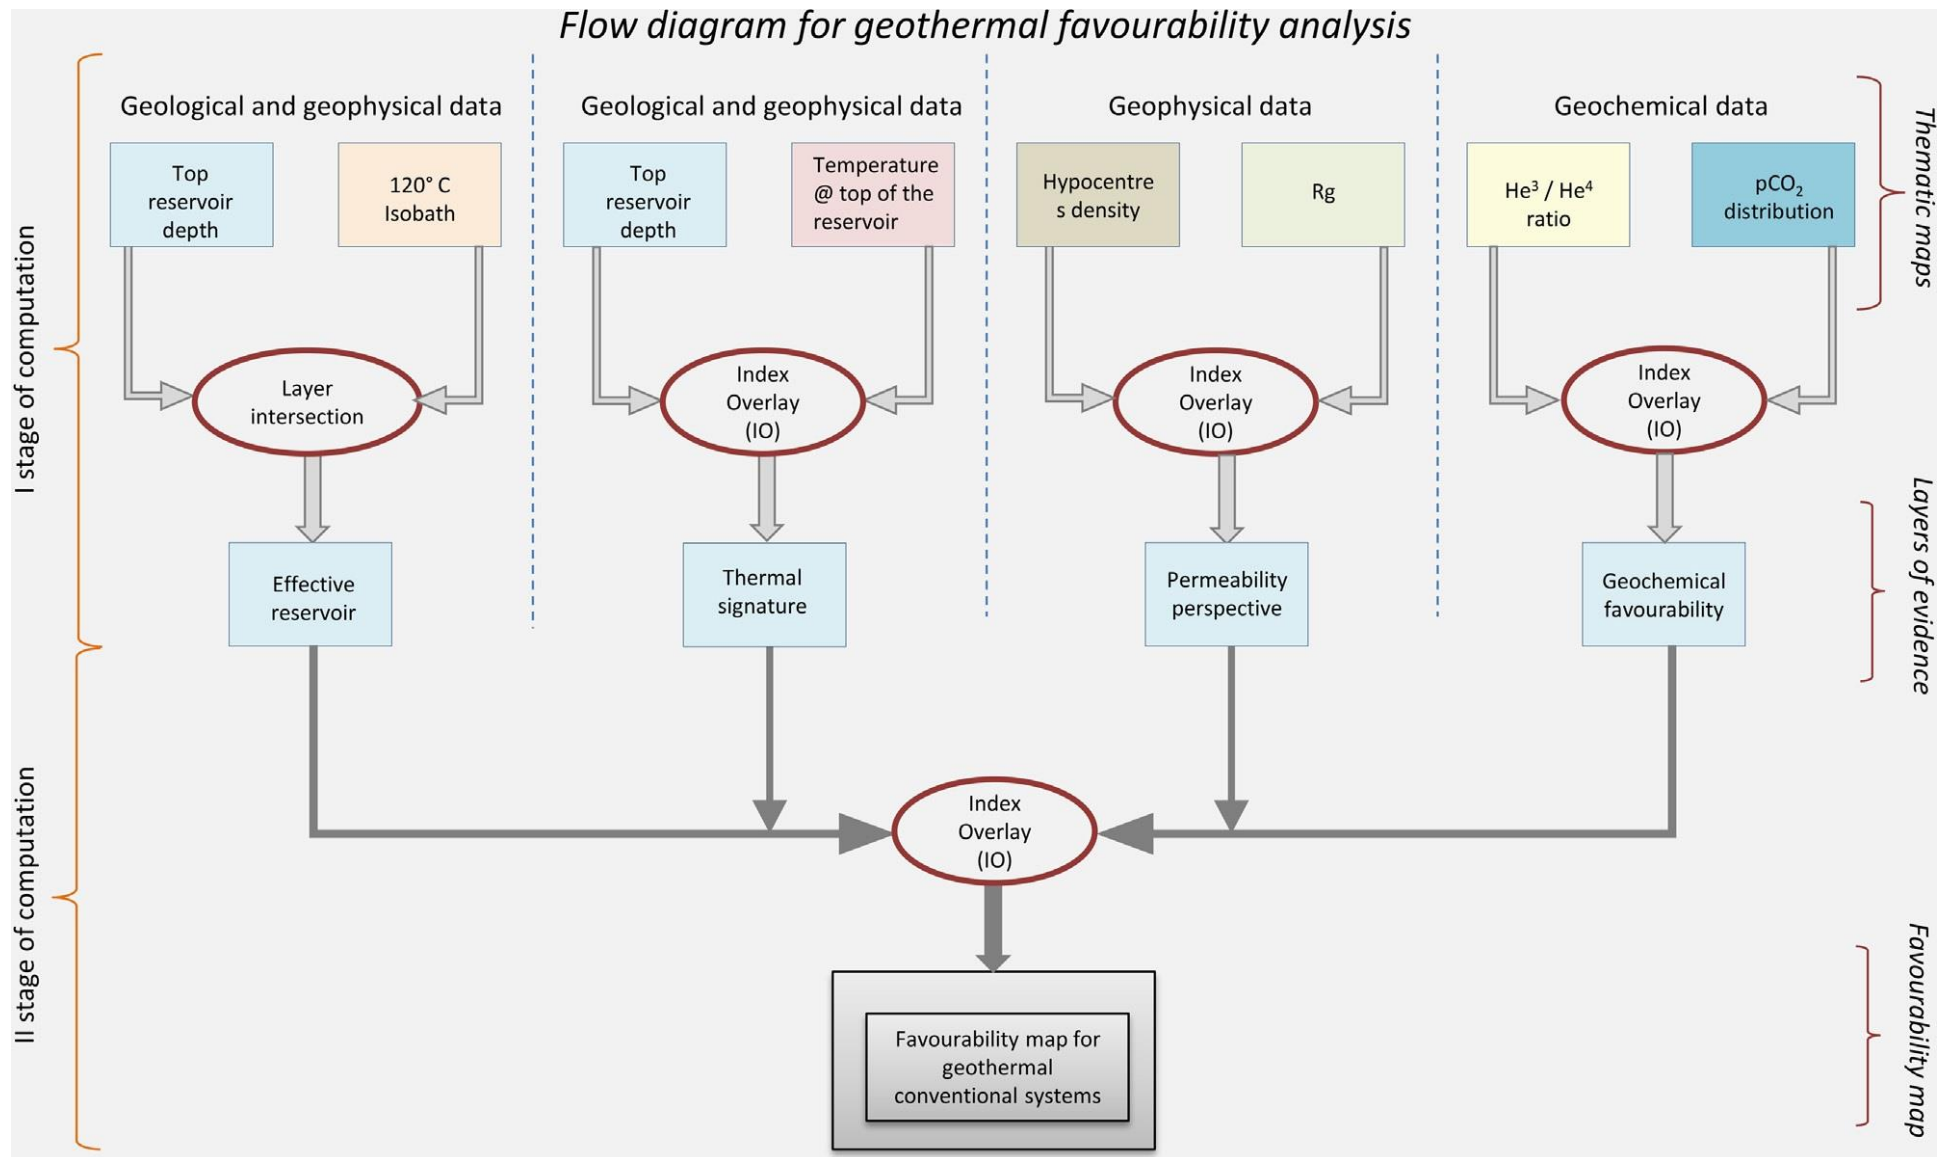 Flow diagram for geothermal favourability analysis
Geological and geophysical data
Geological and geophysical data
Geophysical data
Geochemical data
Top
reservoir
depth
120° C
Isobath
Top
reservoir
depth
Temperature
@ top of the
reservoir
Hypocentre
s density
Rg
He³ / He⁴
ratio
pCO₂
distribution
Thematic maps
I stage of computation
Layer
intersection
Index
Overlay
(IO)
Index
Overlay
(IO)
Index
Overlay
(IO)
Effective
reservoir
Thermal
signature
Permeability
perspective
Geochemical
favourability
Layers of evidence
II stage of computation
Index
Overlay
(IO)
Favourability map for
geothermal
conventional systems
Favourability map